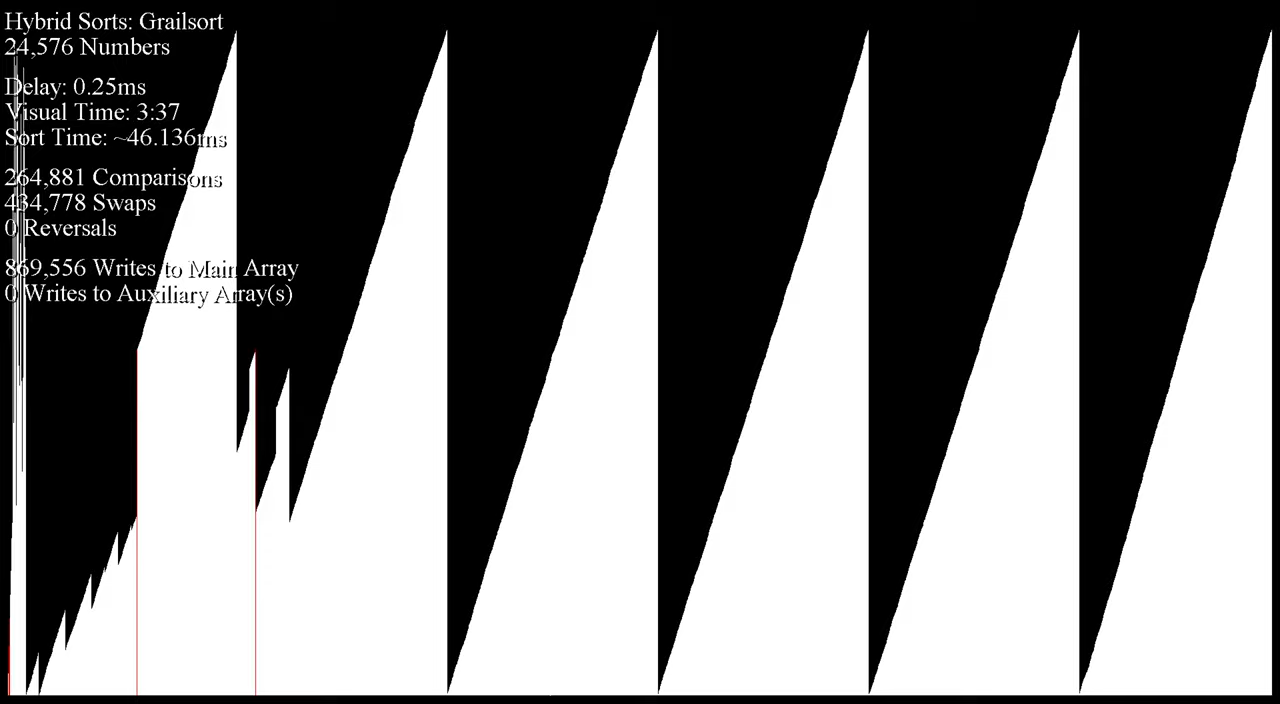 Hybrid Sorts: Grailsort
24,576 Numbers
Delay: 0.25ms
Visual Time: 3:37
Sort Time: ~46.136ms
264,881 Comparisons
434,778 Swaps
0 Reversals
869,556 Writes to Main Array
0 Writes to Auxiliary Array(s)